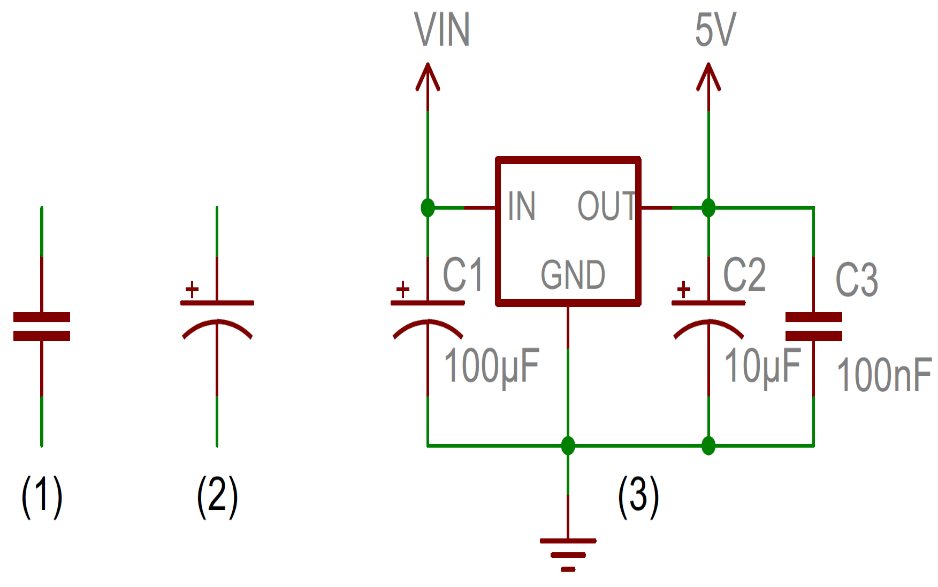 VIN
5V
IN
OUT
GND
+
+
+
+
C1
C2
C3
100µF
10µF
100nF
(1)
(2)
(3)